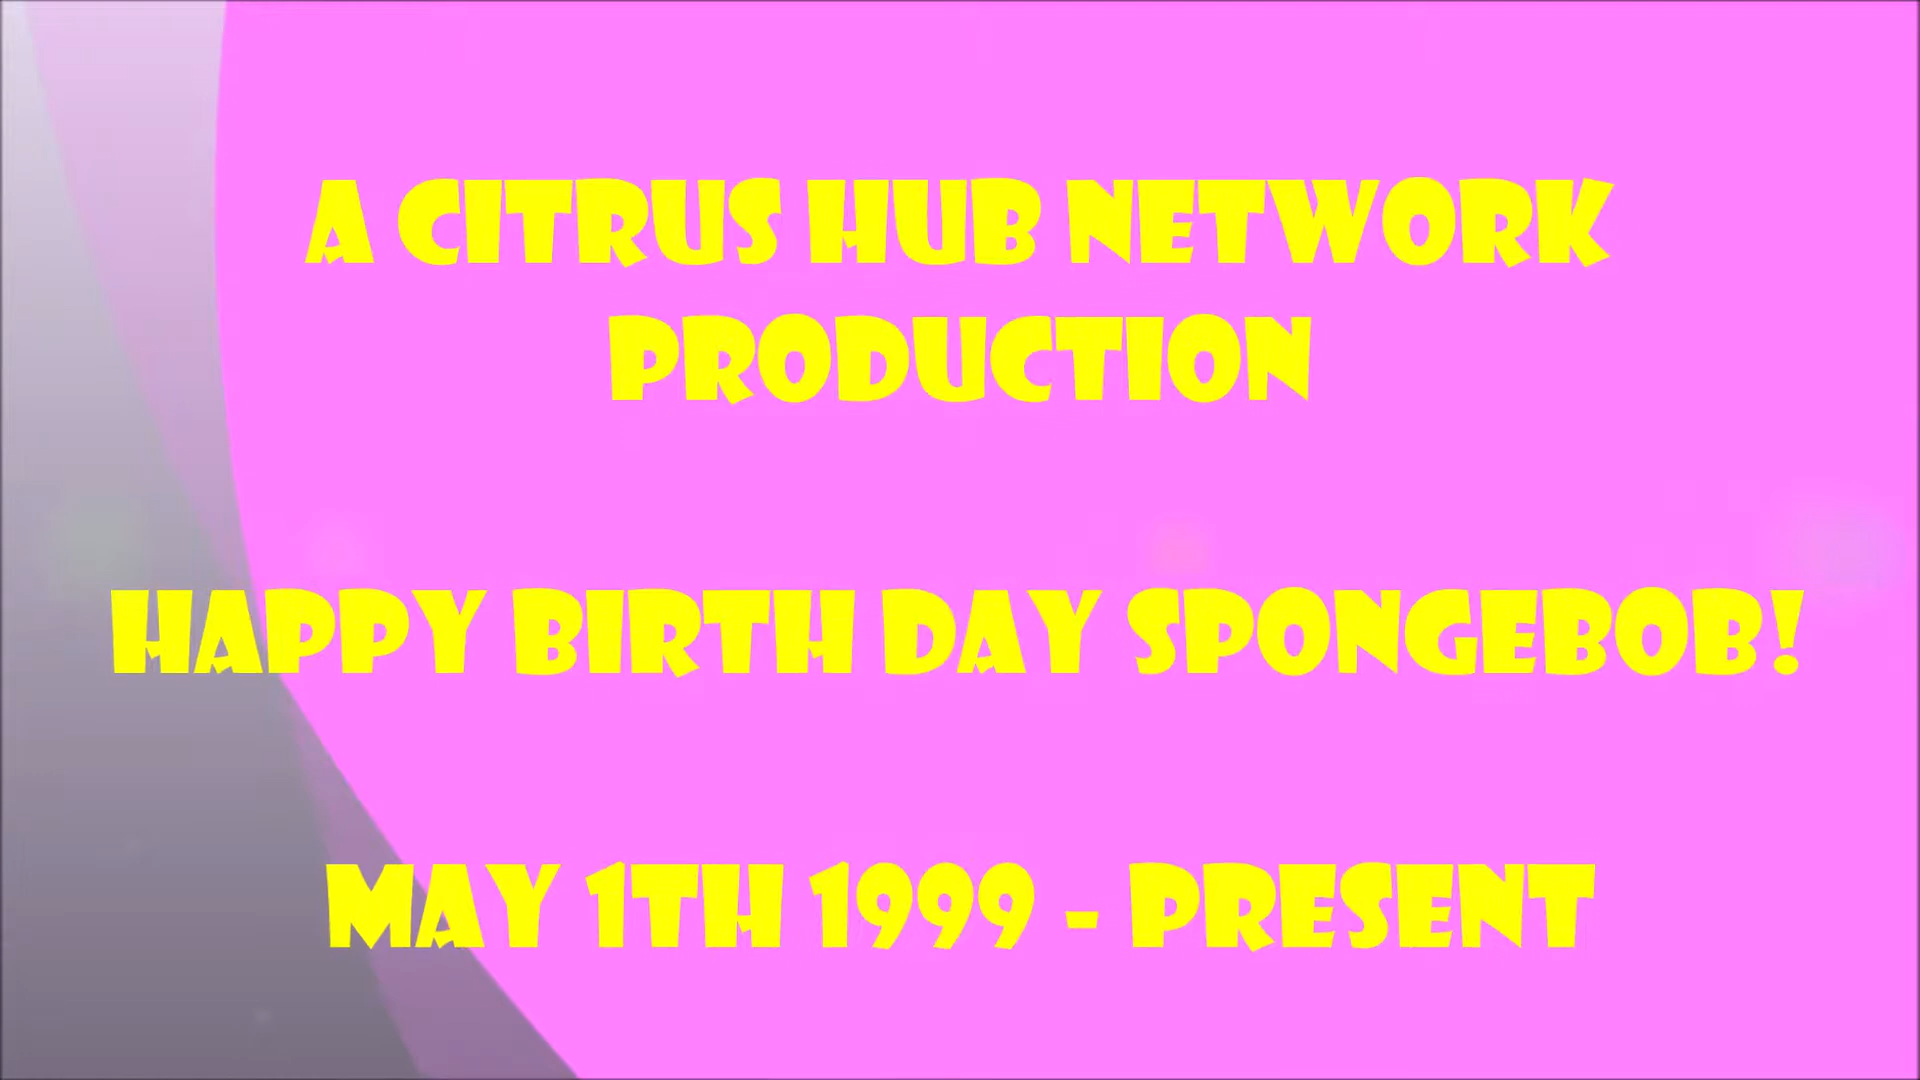 A CITRUS HUB NETWORK
PRODUCTION
HAPPY BIRTH DAY SPONGEBOB!
MAY 1TH 1999 - PRESENT